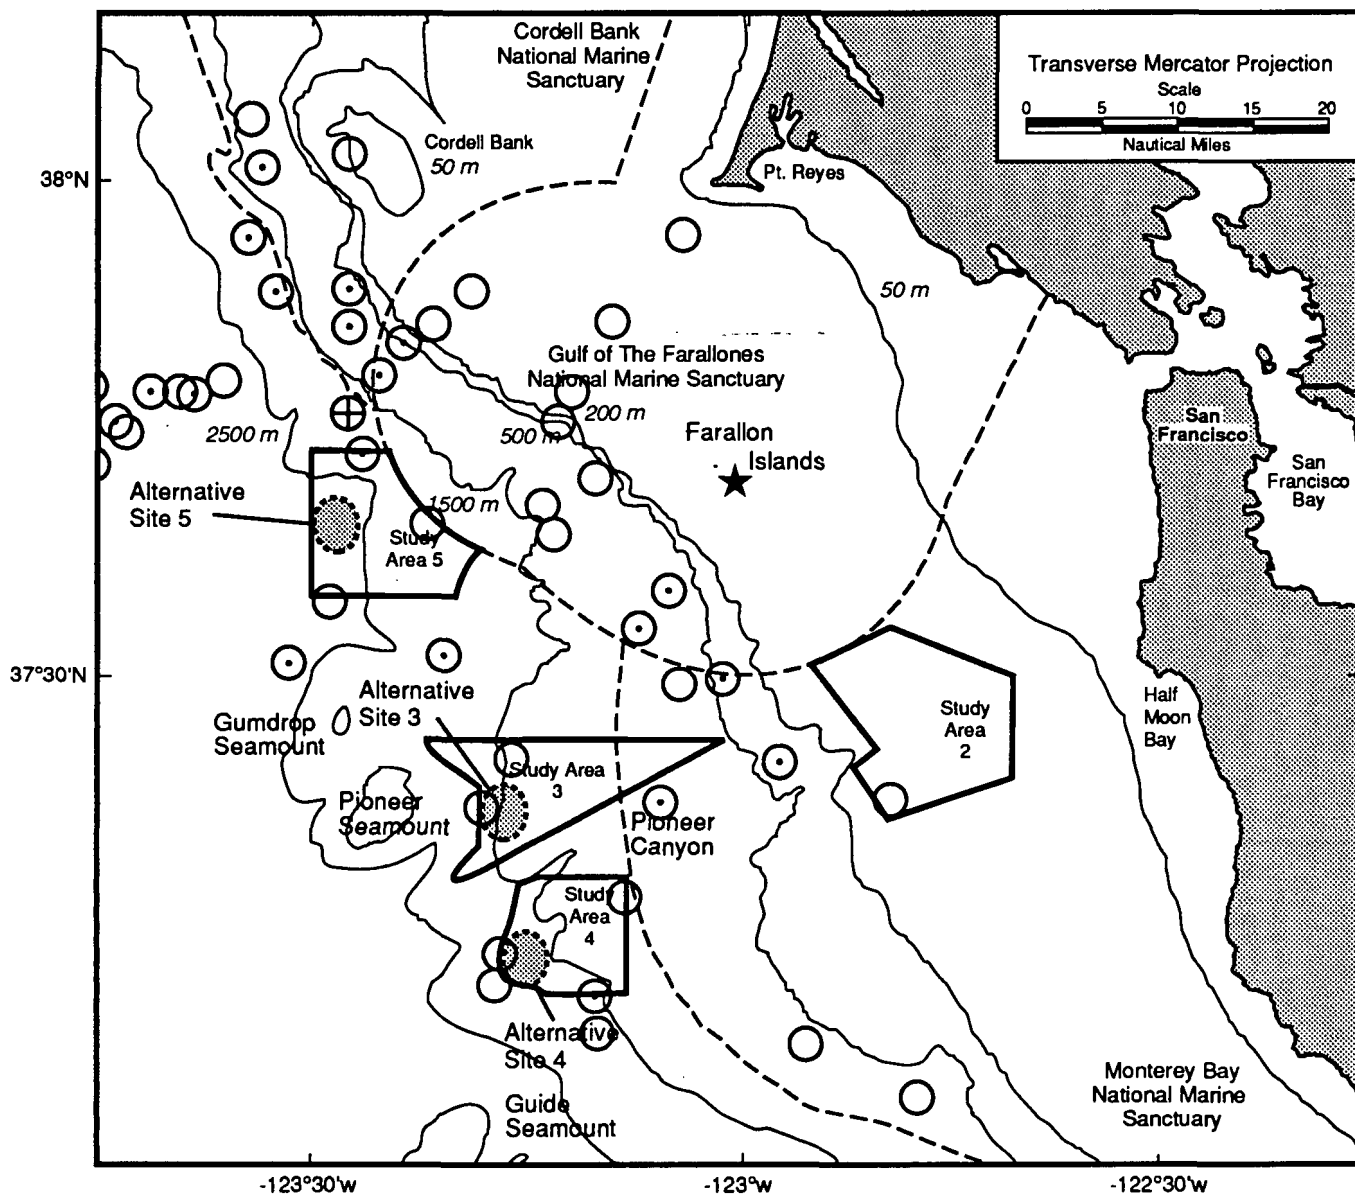 Cordell Bank
National Marine
Sanctuary
Transverse Mercator Projection
Scale
0 5 10 15 20
Nautical Miles
Cordell Bank
50 m
Pt. Reyes
38°N
50 m
Gulf of The Farallones
National Marine Sanctuary
200 m
500 m
2500 m
Farallon
Islands
San
Francisco
San
Francisco
Bay
Alternative
Site 5
1500 m
Study
Area 5
37°30'N
Alternative
Site 3
Gumdrop
Seamount
Half
Moon
Bay
Study
Area
2
Study Area
3
Pioneer
Seamount
Pioneer
Canyon
Study
Area
4
Alternative
Site 4
Guide
Seamount
Monterey Bay
National Marine
Sanctuary
-123°30'W -123°W -122°30'W